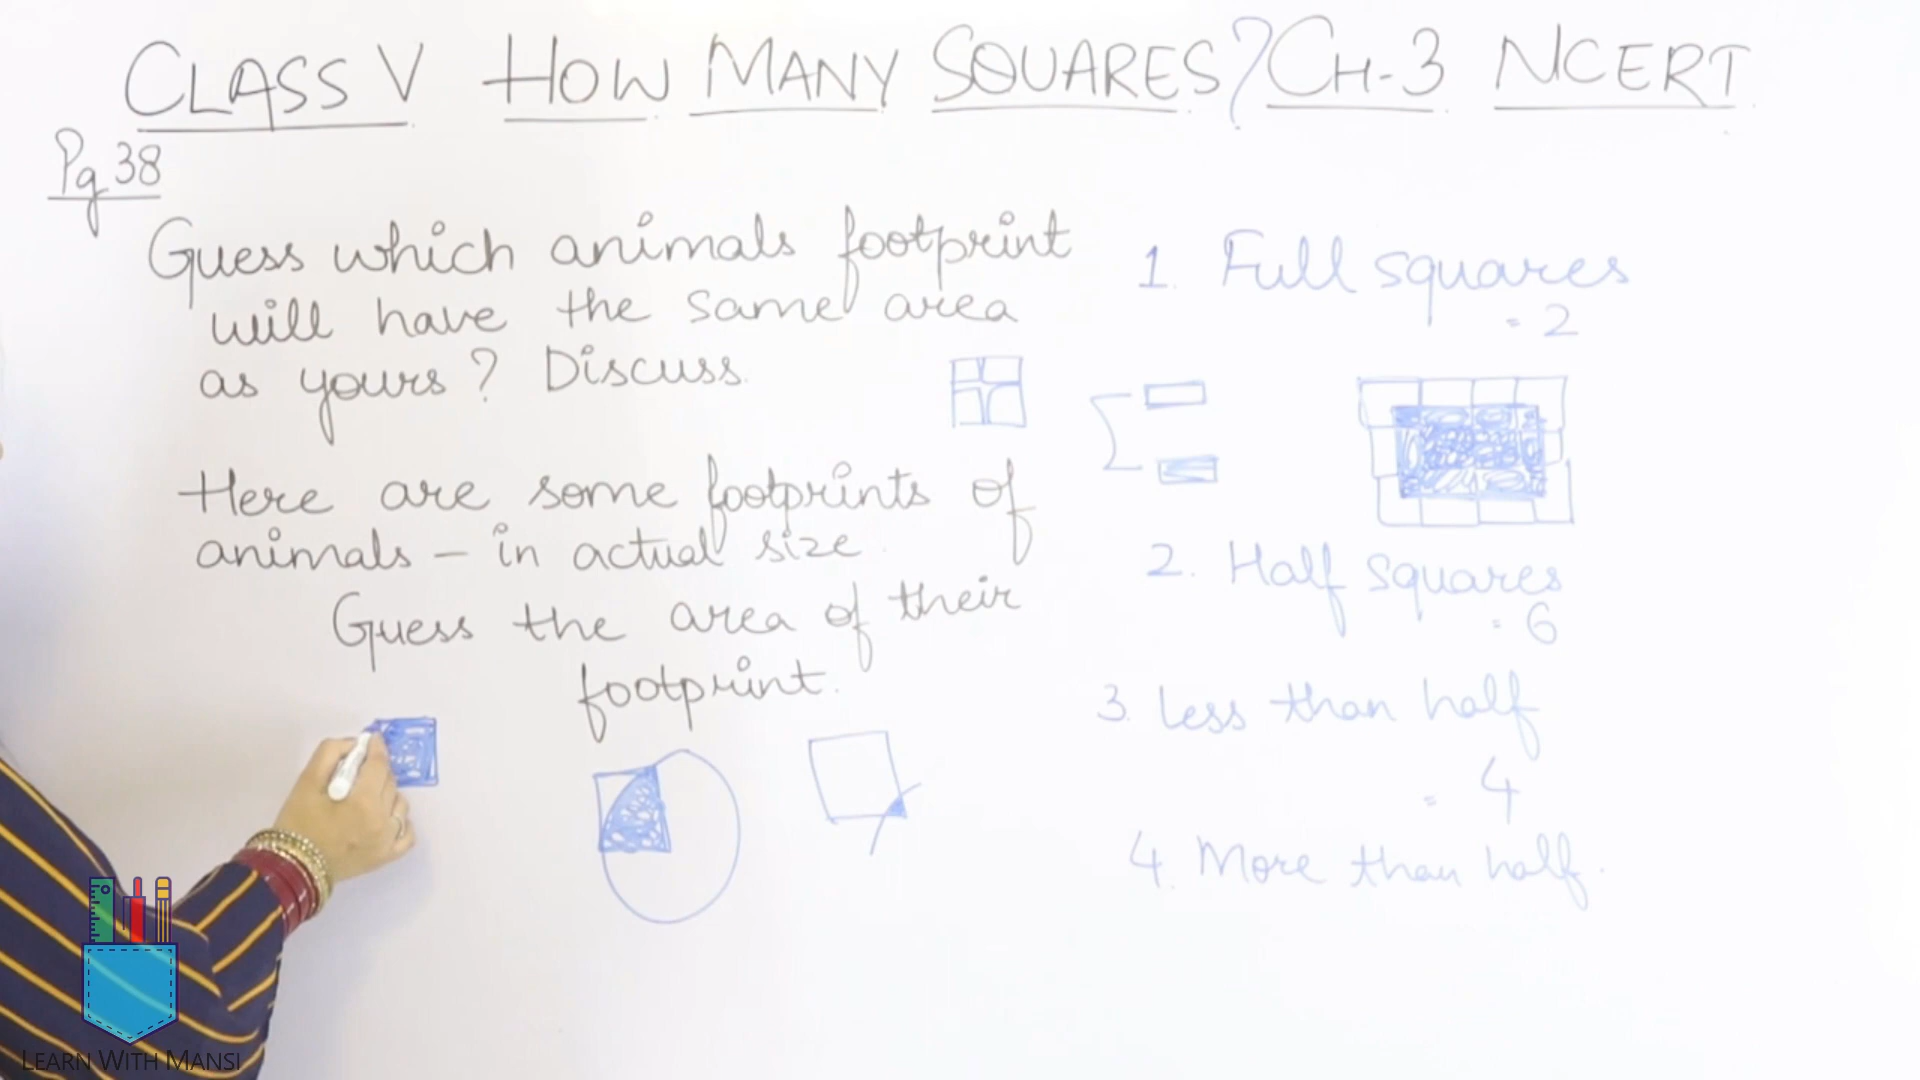 CLASS V HOW MANY SQUARES? CH-3 NCERT
Pg 38
Guess which animals footprint
will have the same area
as yours? Discuss.
Here are some footprints of
animals - in actual size.
Guess the area of their
footprint.
1. Full squares
= 2
2. Half squares
= 6
3. Less than half
= 4
4. More than half.
LEARN WITH MANSI